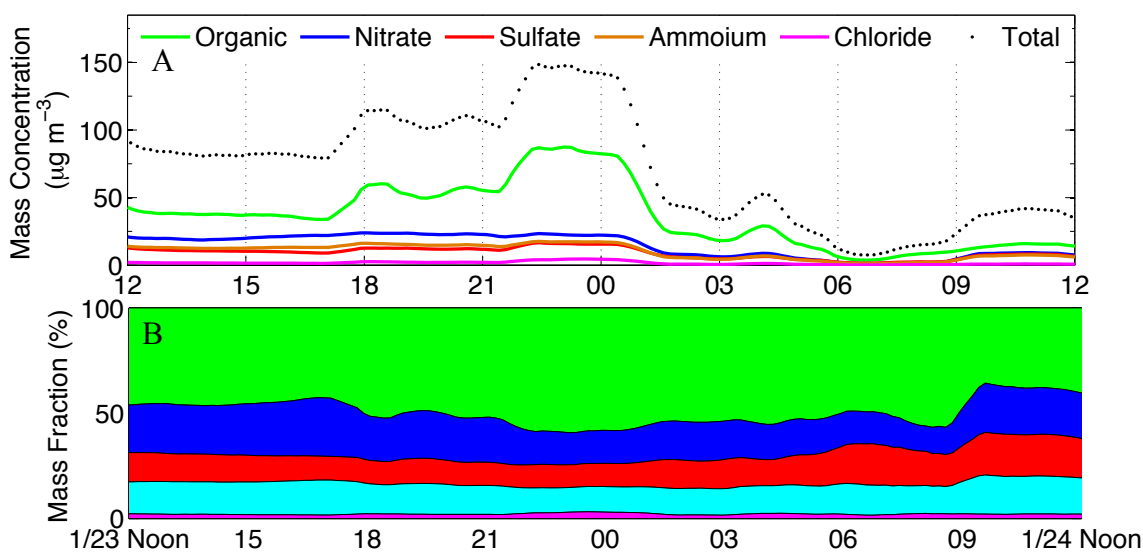 Organic Nitrate Sulfate Ammoium Chloride Total
A
Mass Concentration
(µg m⁻³)
150
100
50
0
12 15 18 21 00 03 06 09 12
B
Mass Fraction (%)
100
50
0
1/23 Noon 15 18 21 00 03 06 09 1/24 Noon